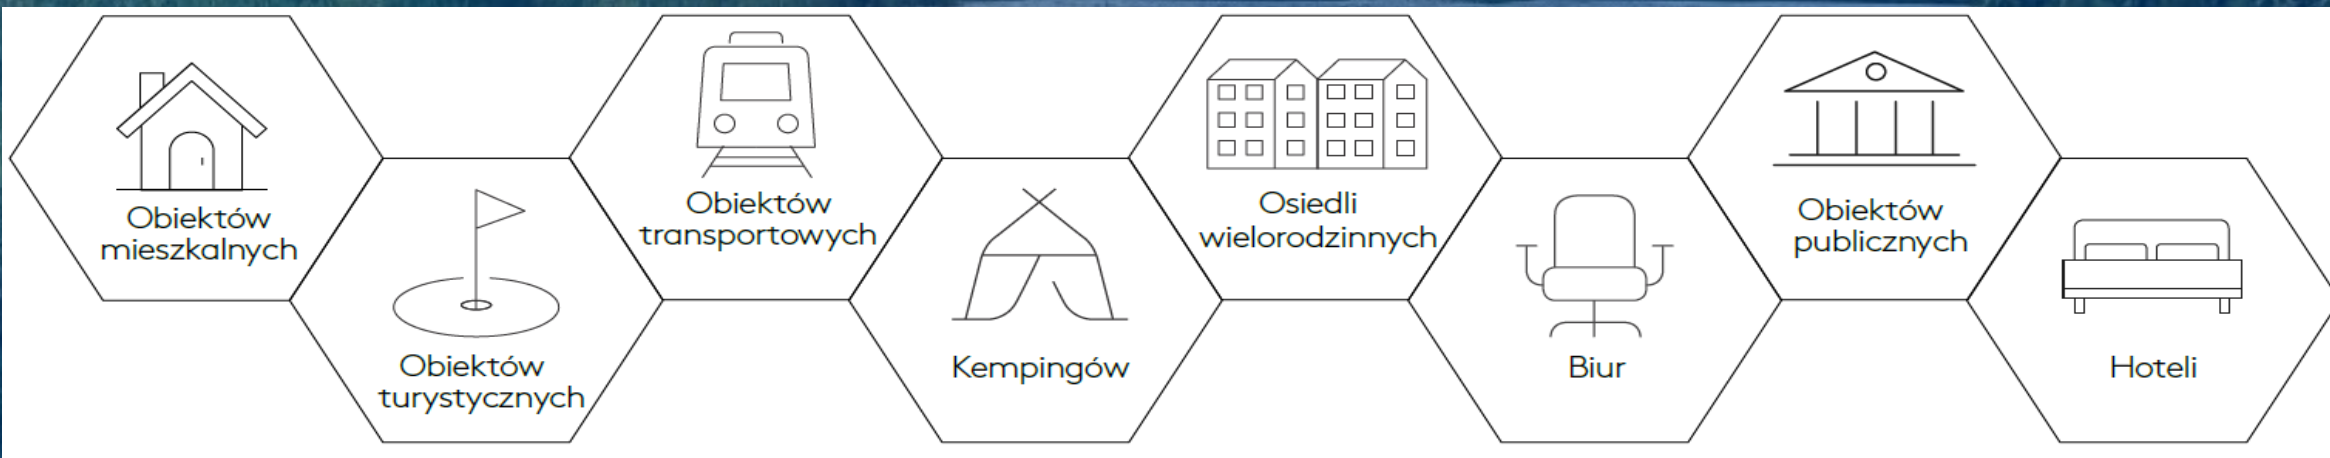 Obiektów
mieszkalnych
Obiektów
turystycznych
Obiektów
transportowych
Kempingów
Osiedli
wielorodzinnych
Biur
Obiektów
publicznych
Hoteli